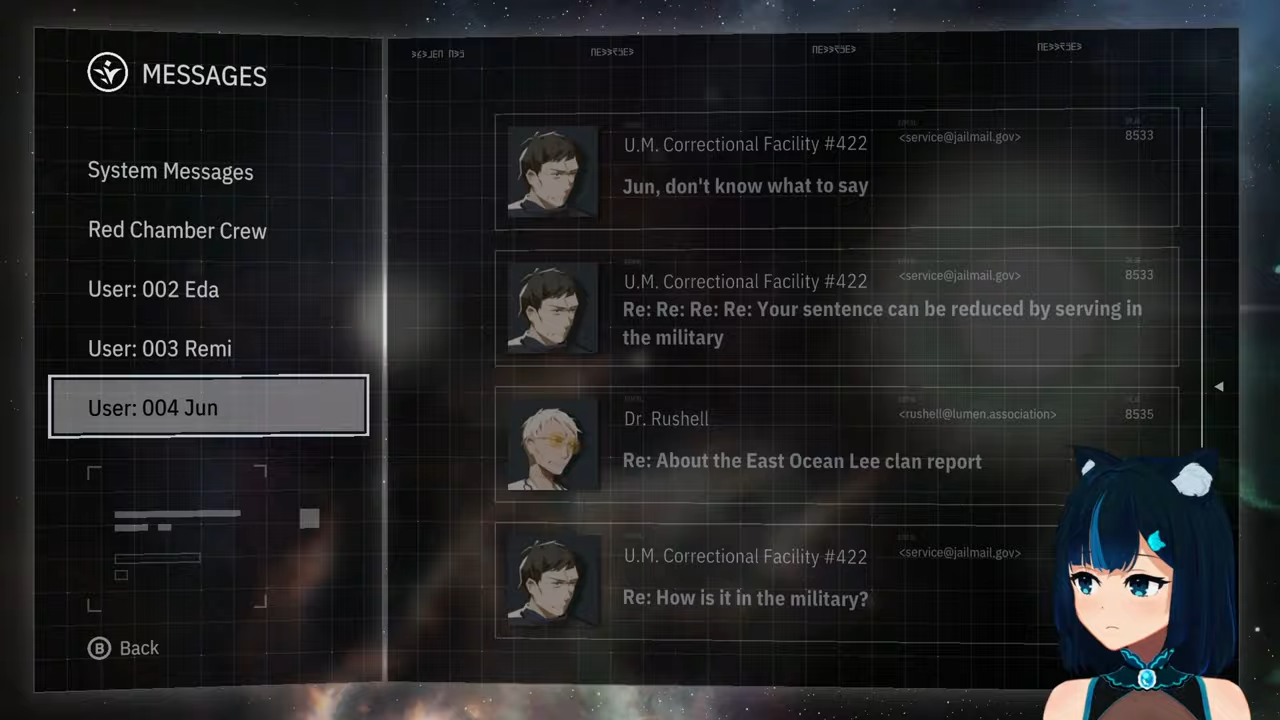 MESSAGES
System Messages
Red Chamber Crew
User: 002 Eda
User: 003 Remi
User: 004 Jun
B Back
U.M. Correctional Facility #422
<service@jailmail.gov>
8533
Jun, don't know what to say
U.M. Correctional Facility #422
<service@jailmail.gov>
8533
Re: Re: Re: Re: Your sentence can be reduced by serving in
the military
Dr. Rushell
<rushell@lumen.association>
8535
Re: About the East Ocean Lee clan report
U.M. Correctional Facility #422
<service@jailmail.gov>
Re: How is it in the military?